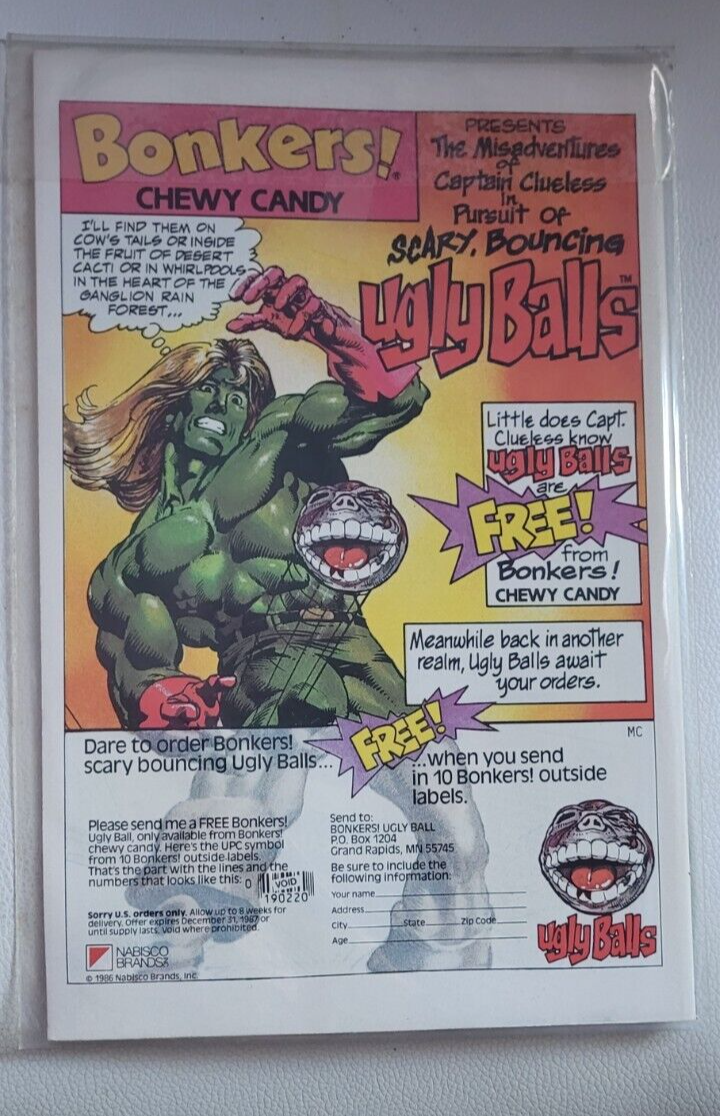 Bonkers!®
CHEWY CANDY
PRESENTS
The Misadventures
of
Captain Clueless
in
Pursuit of
SCARY, Bouncing
ugly Balls™
I'LL FIND THEM ON
COW'S TAILS OR INSIDE
THE FRUIT OF DESERT
CACTI OR IN WHIRLPOOLS
IN THE HEART OF THE
GANGLION RAIN
FOREST...
Little does Capt.
Clueless know
ugly Balls
are
FREE!
from
Bonkers!
CHEWY CANDY
Meanwhile back in another
realm, Ugly Balls await
your orders.
MC
Dare to order Bonkers!
scary bouncing Ugly Balls...
FREE!
...when you send
in 10 Bonkers! outside
labels.
Please send me a FREE Bonkers!
Ugly Ball, only available from Bonkers!
chewy candy. Here's the UPC symbol
from 10 Bonkers! outside labels.
That's the part with the lines and the
numbers that looks like this:
0
VOID
190220
Sorry U.S. orders only. Allow up to 8 weeks for
delivery. Offer expires December 31, 1987 or
until supply lasts. Void where prohibited.
NABISCO
BRANDS
© 1986 Nabisco Brands, Inc.
Send to:
BONKERS! UGLY BALL
P.O. Box 1204
Grand Rapids, MN 55745
Be sure to include the
following information:
Your name
Address
City State Zip Code
Age
ugly Balls